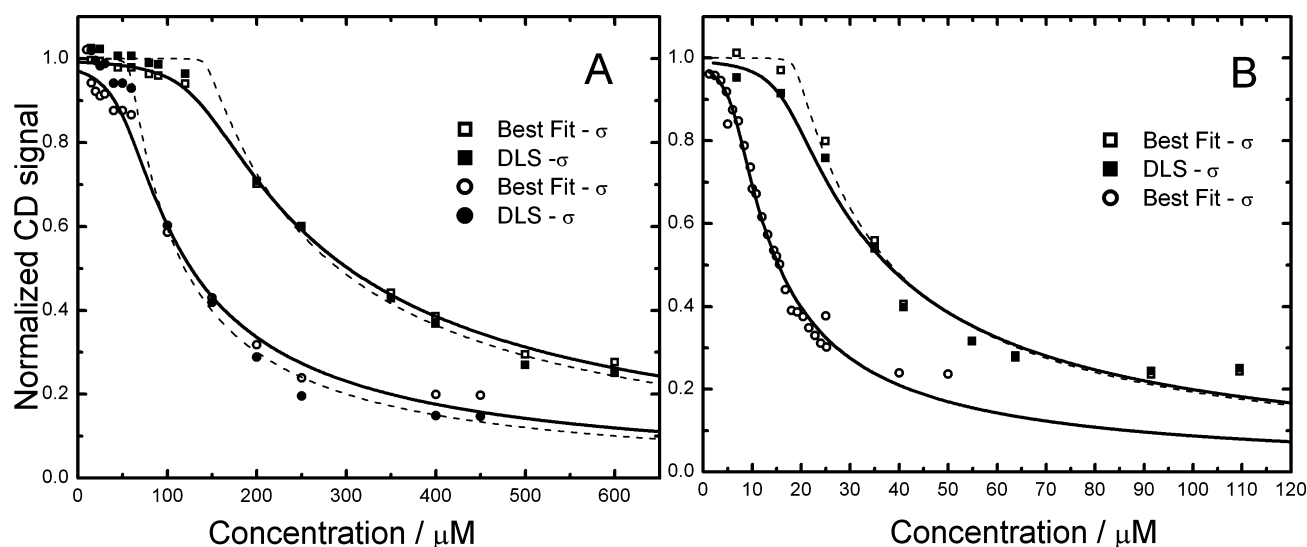 Normalized CD signal
1.0
0.8
0.6
0.4
0.2
0.0
A
Best Fit - σ
DLS -σ
Best Fit - σ
DLS - σ
0 100 200 300 400 500 600
Concentration / μM
1.0
0.8
0.6
0.4
0.2
0.0
B
Best Fit - σ
DLS - σ
Best Fit - σ
0 10 20 30 40 50 60 70 80 90 100 110 120
Concentration / μM